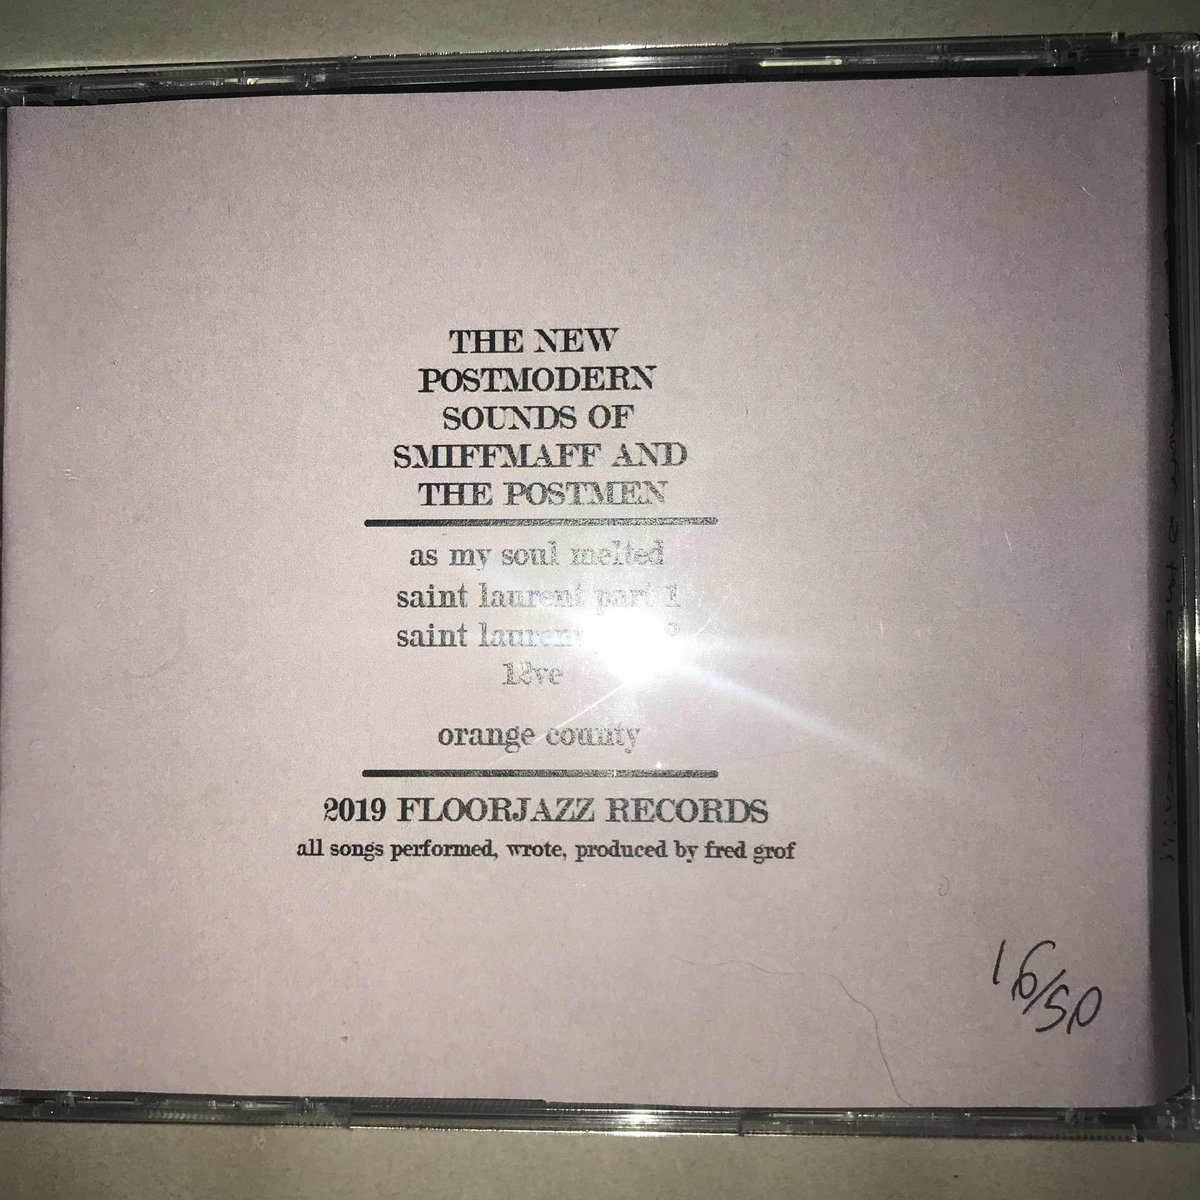 THE NEW
POSTMODERN
SOUNDS OF
SMIFFMAFF AND
THE POSTMEN
as my soul melted
saint laurent part 1
saint laurent
orange county
2019 FLOORJAZZ RECORDS
all songs performed, wrote, produced by fred grof
16/50